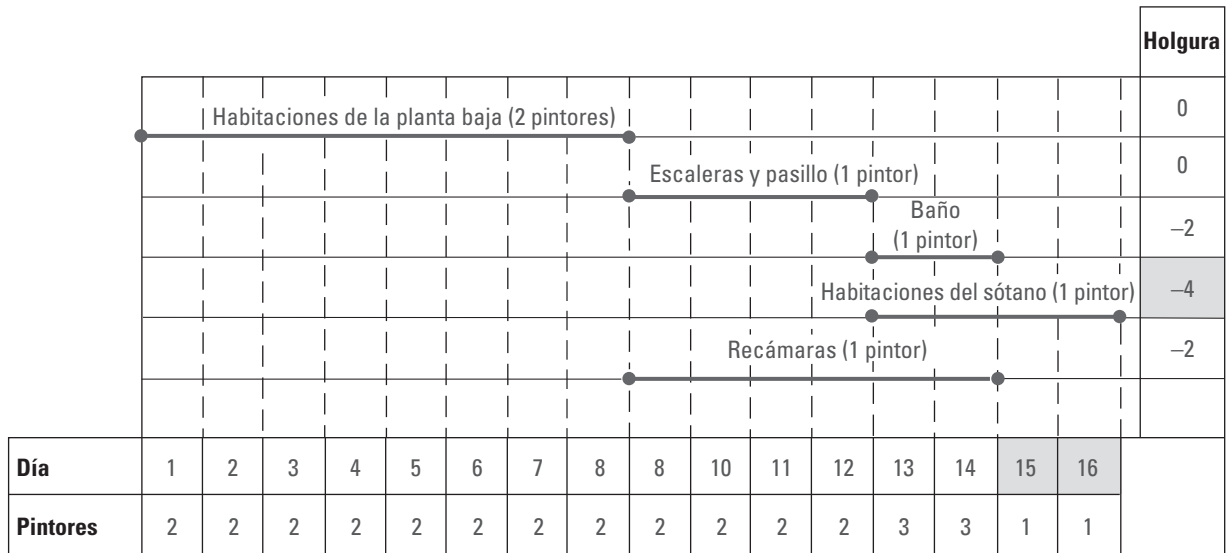 Holgura
Habitaciones de la planta baja (2 pintores)
0
Escaleras y pasillo (1 pintor)
0
Baño
(1 pintor)
–2
Habitaciones del sótano (1 pintor)
–4
Recámaras (1 pintor)
–2
Día 1 2 3 4 5 6 7 8 8 10 11 12 13 14 15 16
Pintores 2 2 2 2 2 2 2 2 2 2 2 2 3 3 1 1